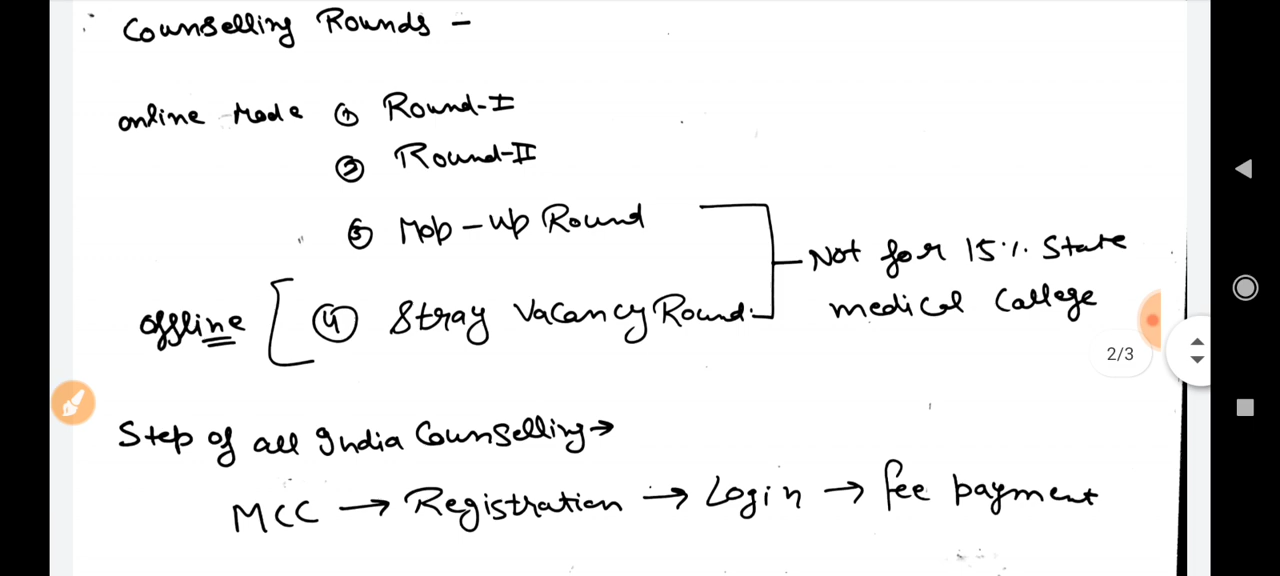 Counselling Rounds -
online Mode ① Round-I
② Round-II
③ Mop-up Round
Not for 15% State
medical College
offline [ ④ Stray Vacancy Round
2/3
Step of all India Counselling →
MCC → Registration → Login → fee payment